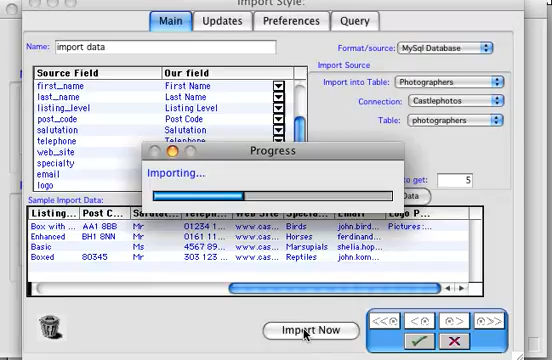 Import Style:
Main Updates Preferences Query
Name: import data
Format/source: MySql Database
Import Source
Import into Table: Photographers
Connection: Castlephotos
Table: photographers
Source Field Our field
first_name First Name
last_name Last Name
listing_level Listing Level
post_code Post Code
salutation Salutation
telephone
web_site
specialty
email
logo
Progress
Importing...
to get: 5
Data
Sample Import Data:
Listing... Post C... Salutat... Teleph... Web Site Specia... Email Logo P...
Box with ... AA1 8BB Mr 01234 1... www.cas... Birds john.bird... Pictures:...
Enhanced BH1 8NN Mr 0161 11... www.cas... Horses ferdinand...
Basic Ms 4567 89... www.cas... Marsupials shelia.hop...
Boxed 80345 Mr 303 123 ... www.cas... Reptiles john.kom...
Import Now